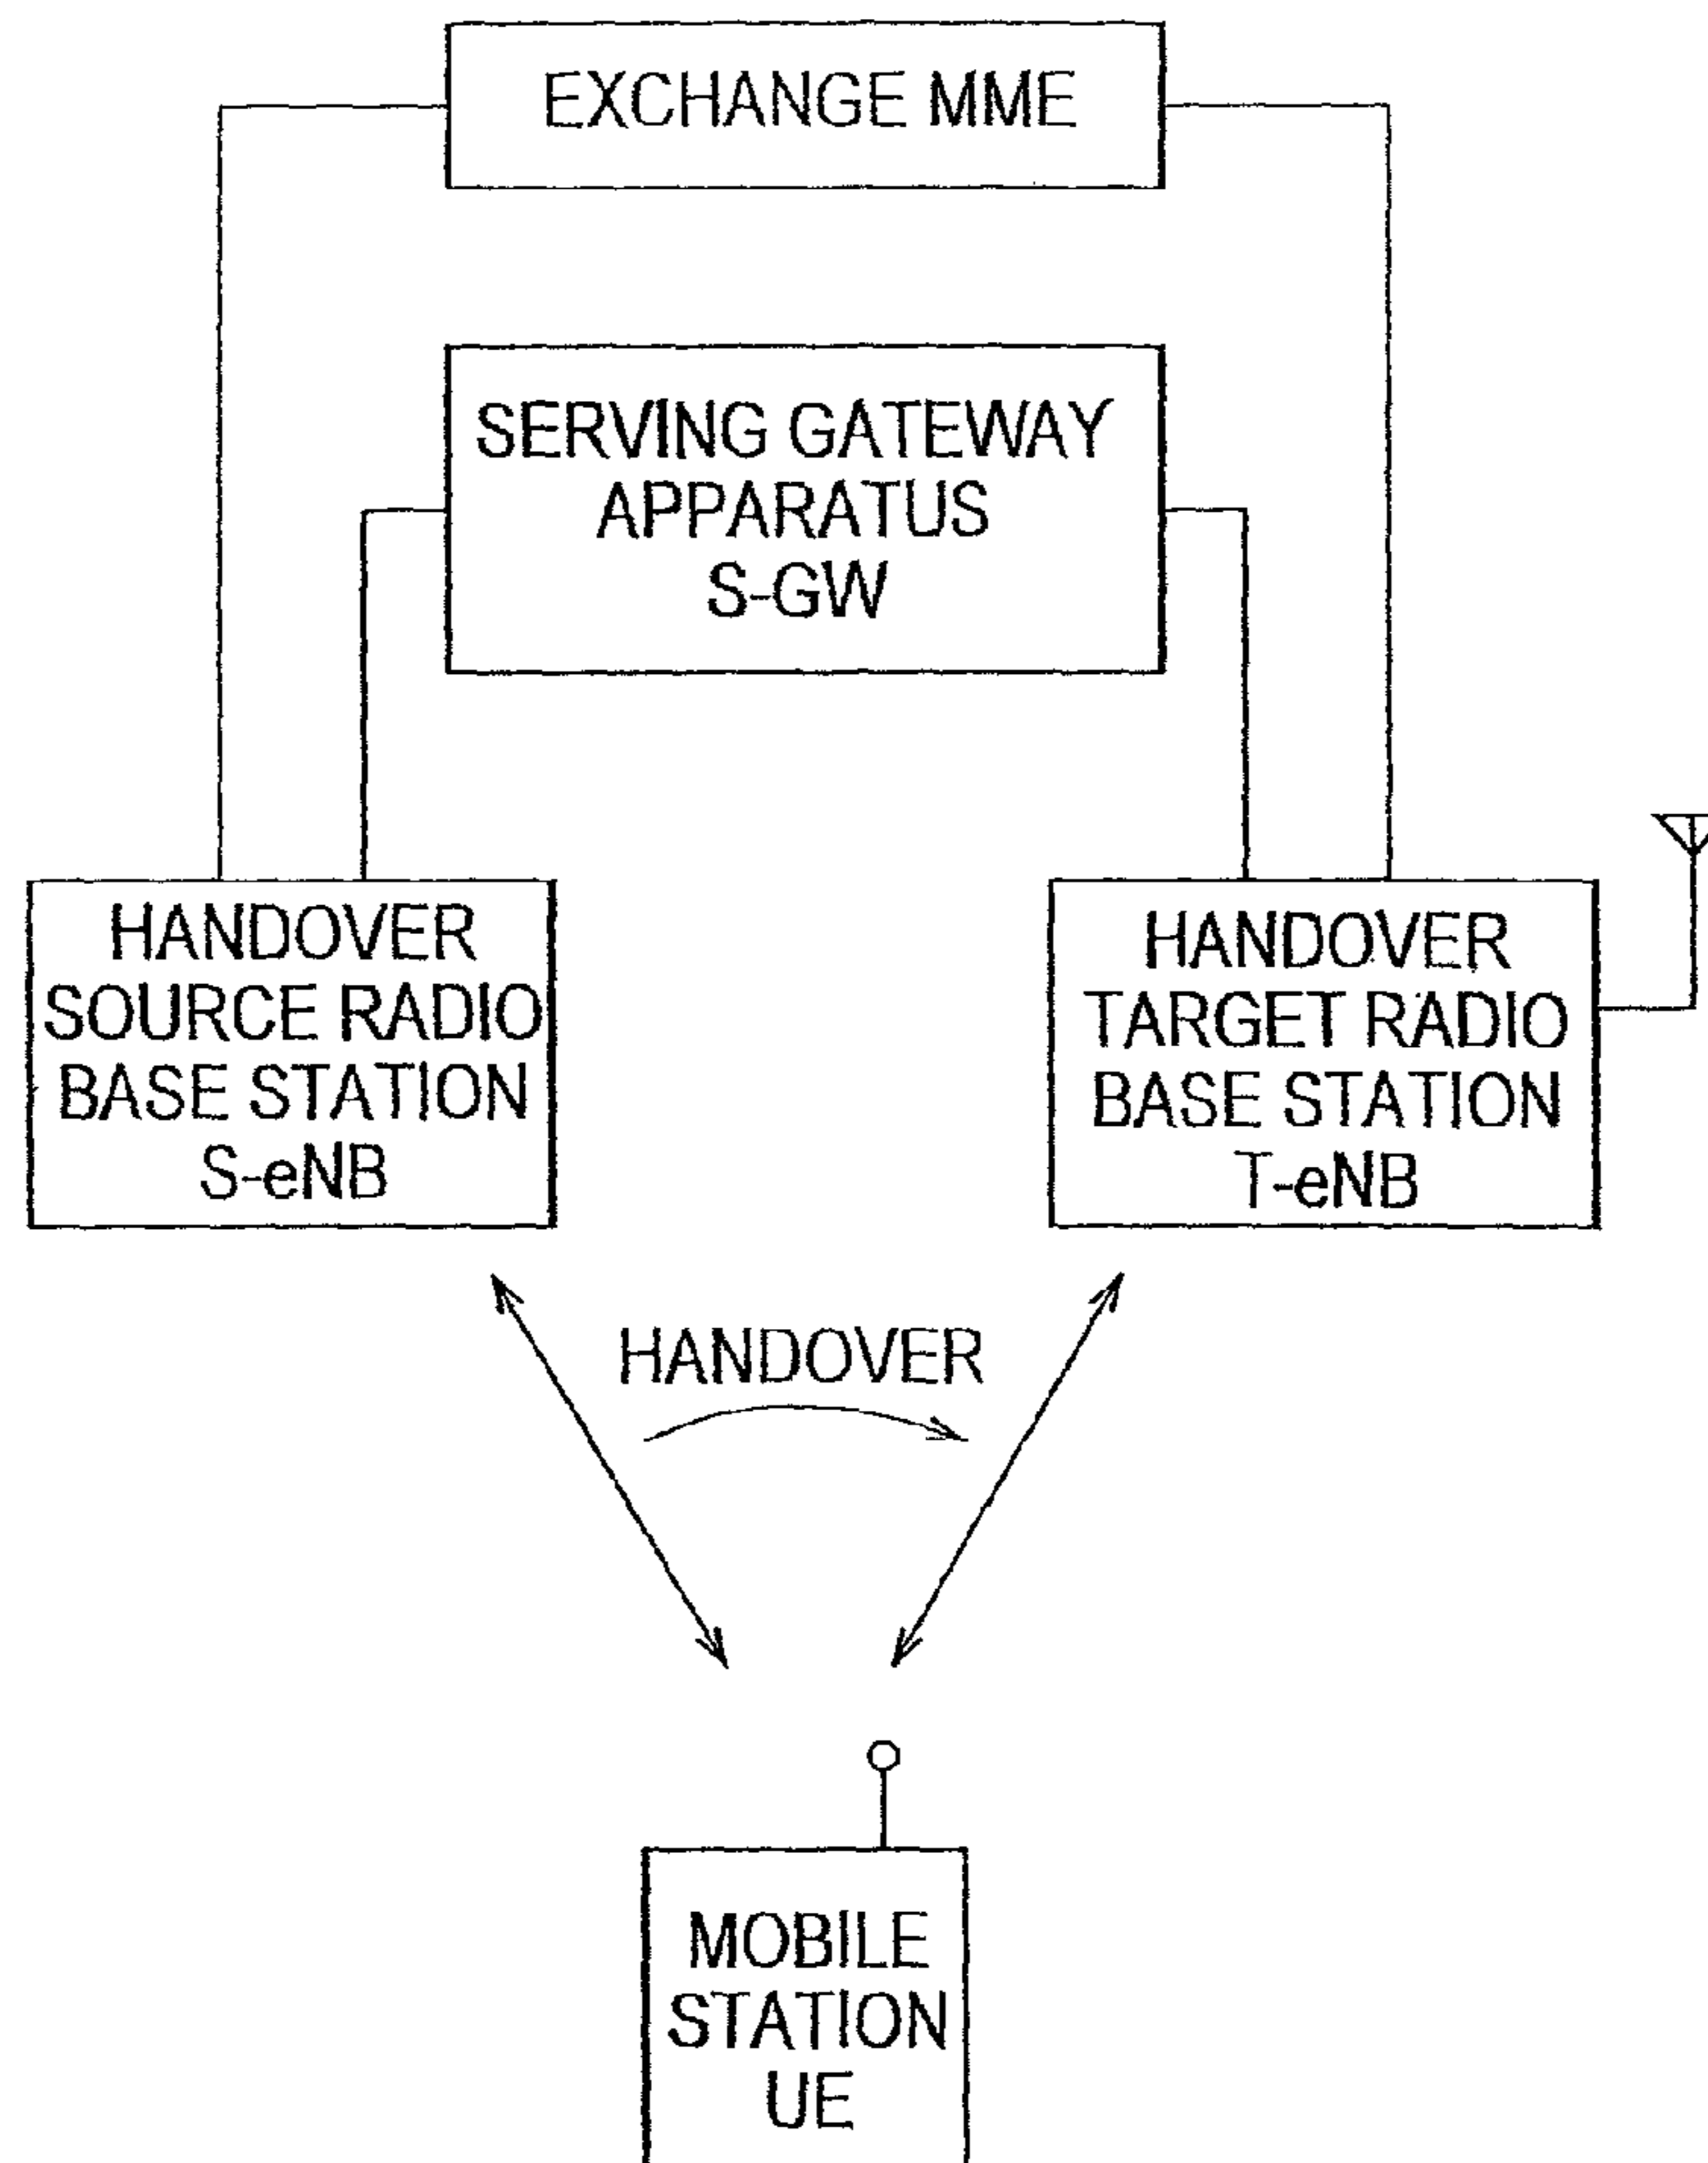 EXCHANGE MME
SERVING GATEWAY
APPARATUS
S-GW
HANDOVER
SOURCE RADIO
BASE STATION
S-eNB
HANDOVER
TARGET RADIO
BASE STATION
T-eNB
HANDOVER
MOBILE
STATION
UE